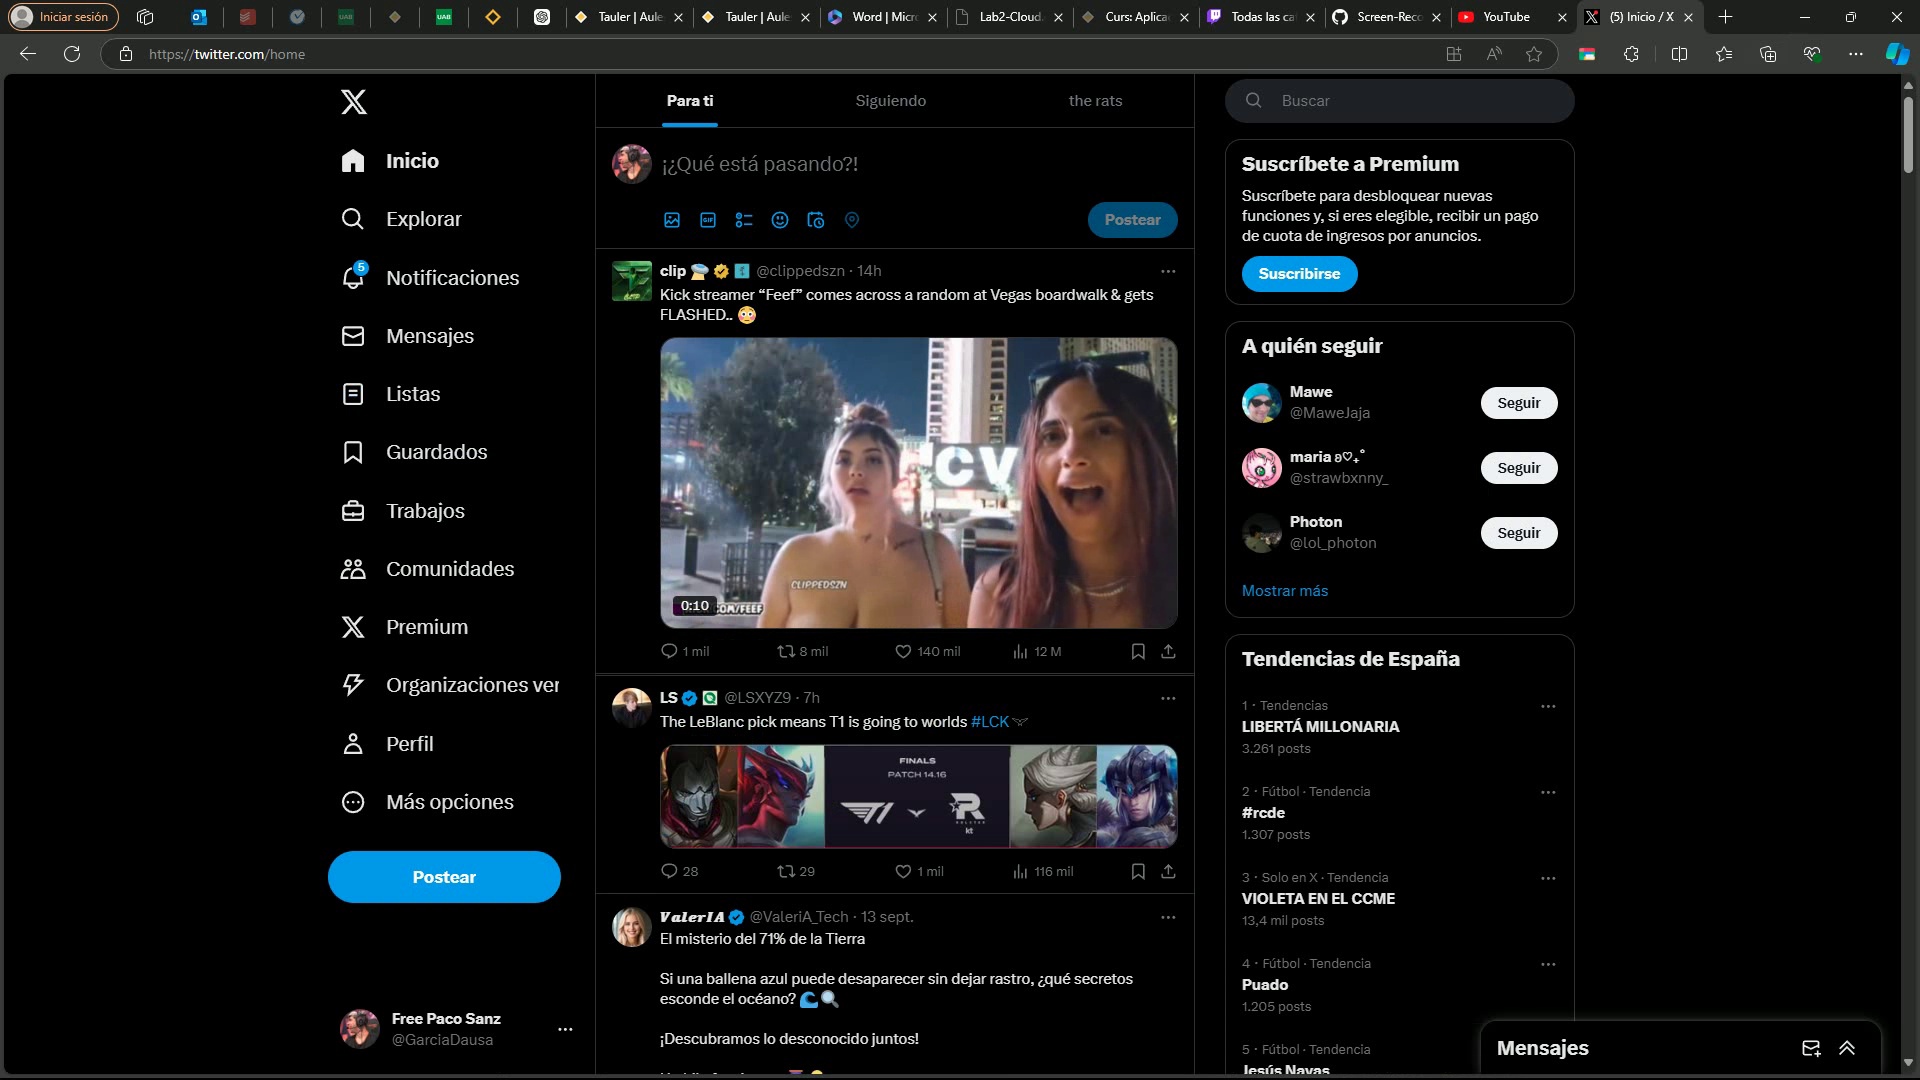 Iniciar sesión
UAB
UAB
Tauler | Aule
Tauler | Aule
Word | Micr
Lab2-Cloud.
Curs: Aplica
Todas las ca
Screen-Reco
YouTube
(5) Inicio / X
https://twitter.com/home
Inicio
Explorar
5
Notificaciones
Mensajes
Listas
Guardados
Trabajos
Comunidades
Premium
Organizaciones ver
Perfil
Más opciones
Postear
Free Paco Sanz
@GarciaDausa
Para ti
Siguiendo
the rats
¡¿Qué está pasando?!
GIF
Postear
clip @clippedszn · 14h
Kick streamer “Feef” comes across a random at Vegas boardwalk & gets
FLASHED.. 😳
CV
CLIPPEDSZN
0:10
OM/FEEF
1 mil 8 mil 140 mil 12 M
LS @LSXYZ9 · 7h
The LeBlanc pick means T1 is going to worlds #LCK
FINALS
PATCH 14.16
T1
kt
28 29 1 mil 116 mil
ValerIA @ValeriA_Tech · 13 sept.
El misterio del 71% de la Tierra
Si una ballena azul puede desaparecer sin dejar rastro, ¿qué secretos
esconde el océano? 🌊🔍
¡Descubramos lo desconocido juntos!
Buscar
Suscríbete a Premium
Suscríbete para desbloquear nuevas
funciones y, si eres elegible, recibir un pago
de cuota de ingresos por anuncios.
Suscribirse
A quién seguir
Mawe
@MaweJaja
Seguir
maria ʚ♡₊˚
@strawbxnny_
Seguir
Photon
@lol_photon
Seguir
Mostrar más
Tendencias de España
1 · Tendencias
LIBERTÁ MILLONARIA
3.261 posts
2 · Fútbol · Tendencia
#rcde
1.307 posts
3 · Solo en X · Tendencia
VIOLETA EN EL CCME
13,4 mil posts
4 · Fútbol · Tendencia
Puado
1.205 posts
5 · Fútbol · Tendencia
Jesús Navas
Mensajes